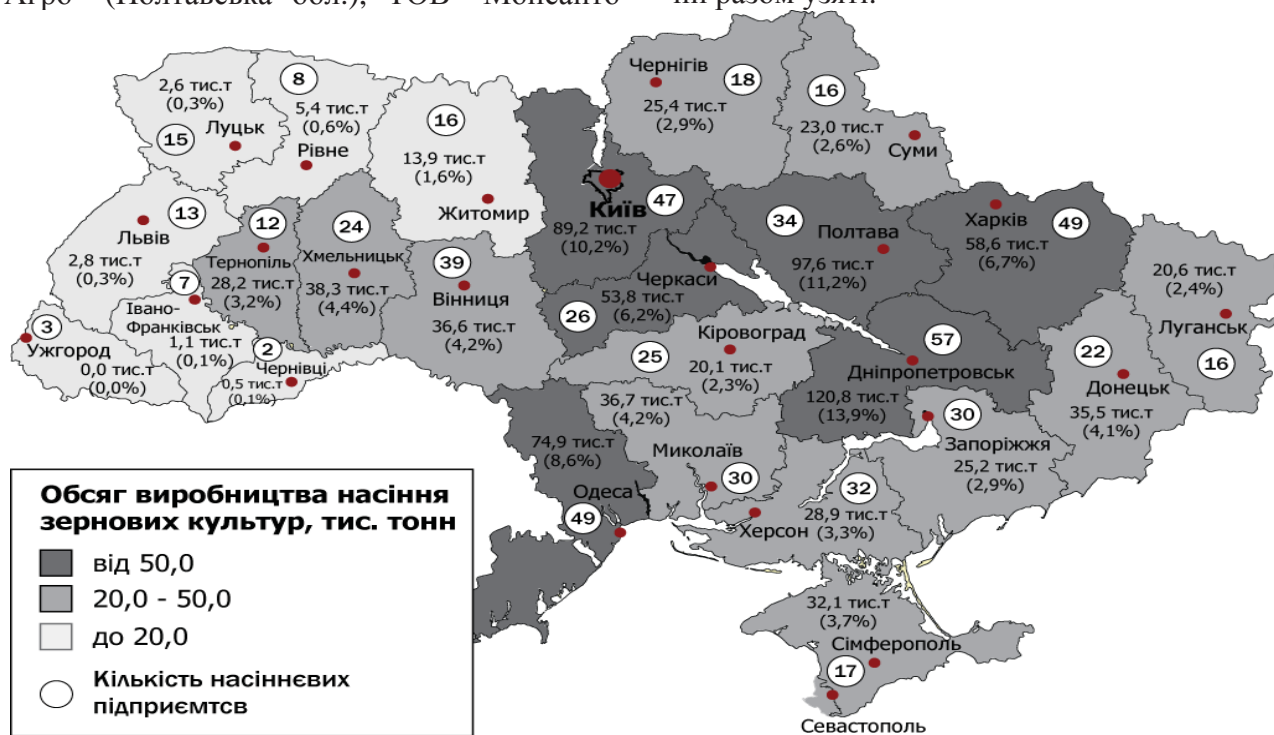 Агро" (Полтавська обл.), ТОВ "Монсанто
чні разом узяті.
2,6 тис.т
(0,3%)
15
Луцьк
8
5,4 тис.т
(0,6%)
Рівне
16
13,9 тис.т
(1,6%)
Житомир
Чернігів
18
25,4 тис.т
(2,9%)
16
23,0 тис.т
(2,6%)
Суми
13
Львів
2,8 тис.т
(0,3%)
12
Тернопіль
28,2 тис.т
(3,2%)
24
Хмельницьк
38,3 тис.т
(4,4%)
39
Вінниця
36,6 тис.т
(4,2%)
47
Київ
89,2 тис.т
(10,2%)
34
Полтава
97,6 тис.т
(11,2%)
Харків
49
58,6 тис.т
(6,7%)
Черкаси
53,8 тис.т
(6,2%)
26
20,6 тис.т
(2,4%)
Луганськ
16
7
Івано-
Франківськ
1,1 тис.т
(0,1%)
3
Ужгород
0,0 тис.т
(0,0%)
2
Чернівці
0,5 тис.т
(0,1%)
Кіровоград
25
20,1 тис.т
(2,3%)
57
Дніпропетровськ
120,8 тис.т
(13,9%)
22
Донецьк
35,5 тис.т
(4,1%)
36,7 тис.т
(4,2%)
Миколаїв
30
30
Запоріжжя
25,2 тис.т
(2,9%)
74,9 тис.т
(8,6%)
Одеса
49
32
28,9 тис.т
Херсон
(3,3%)
32,1 тис.т
(3,7%)
Сімферополь
17
Севастополь
Обсяг виробництва насіння
зернових культур, тис. тонн
від 50,0
20,0 - 50,0
до 20,0
Кількість насіннєвих
підприємтсв